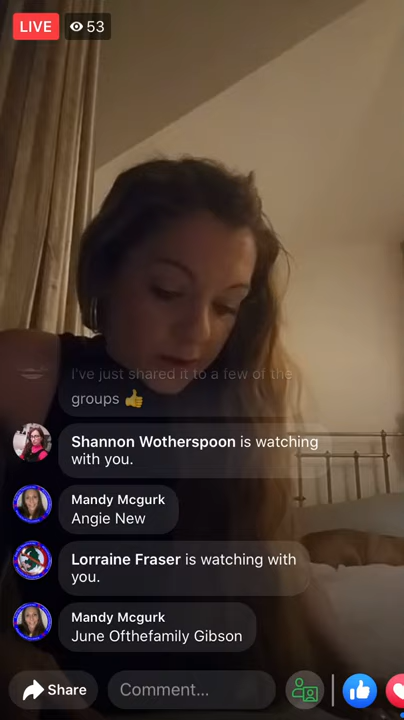 LIVE 53
I've just shared it to a few of the
groups 👍
Shannon Wotherspoon is watching
with you.
Mandy Mcgurk
Angie New
Lorraine Fraser is watching with
you.
Mandy Mcgurk
June Ofthefamily Gibson
Share Comment...